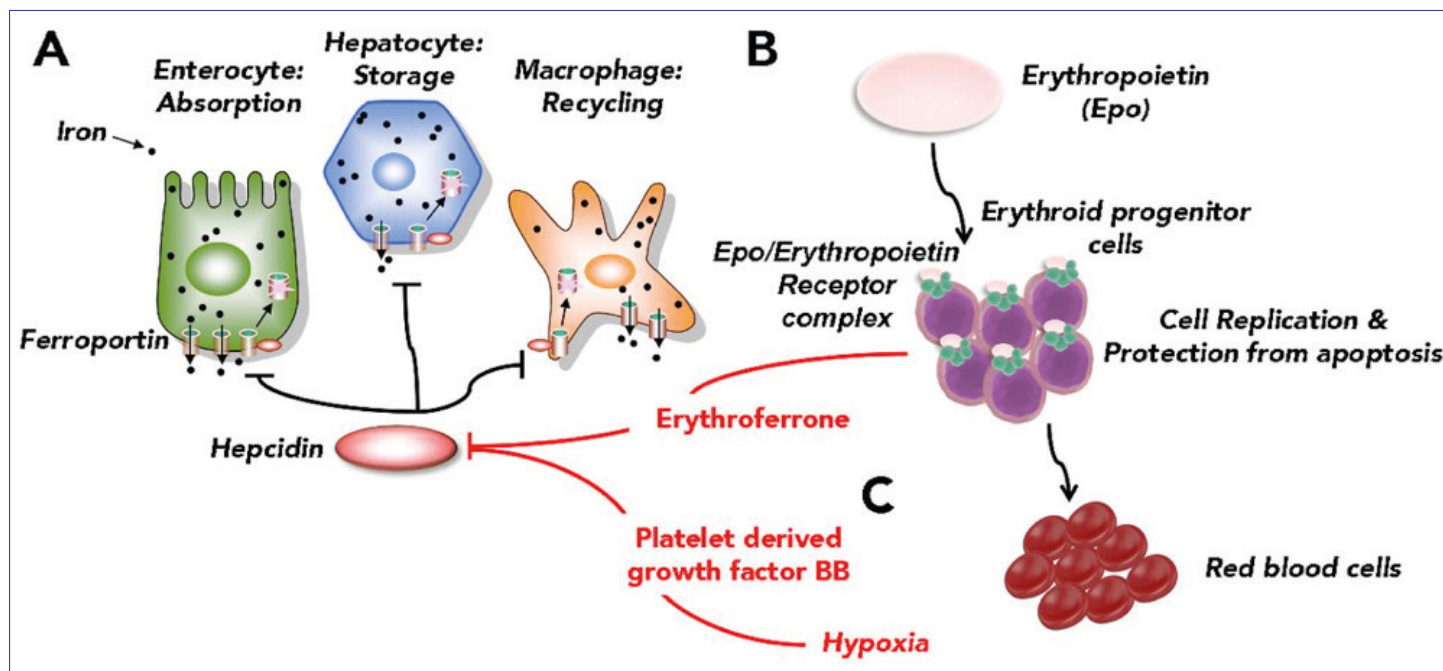 A
Enterocyte:
Absorption
Hepatocyte:
Storage
Macrophage:
Recycling
Iron
Ferroportin
Hepcidin
B
Erythropoietin
(Epo)
Erythroid progenitor
cells
Epo/Erythropoietin
Receptor
complex
Cell Replication &
Protection from apoptosis
Erythroferrone
Platelet derived
growth factor BB
Hypoxia
C
Red blood cells